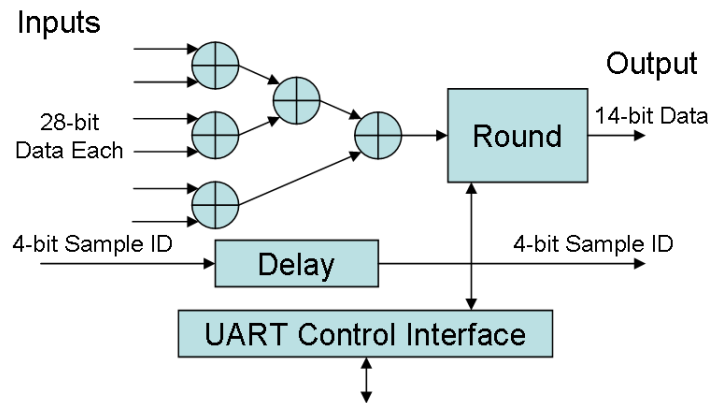 Inputs
Output
28-bit
Data Each
Round
14-bit Data
4-bit Sample ID
Delay
4-bit Sample ID
UART Control Interface